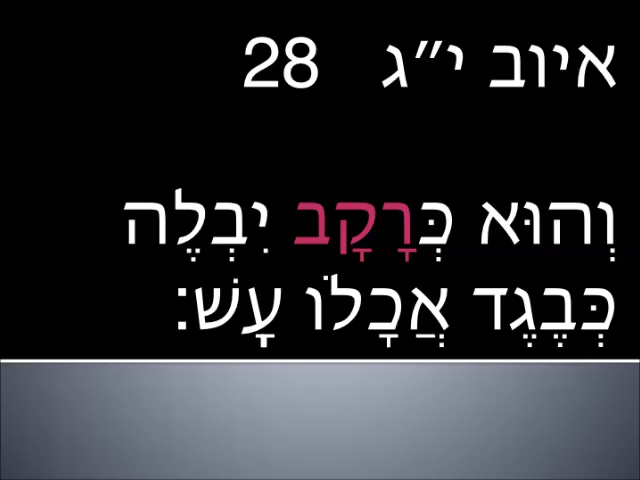 איוב י״ג 28
וְהוּא כְּרָקָב יִבְלֶה
כְּבֶגֶד אֲכָלוֹ עָשׁ: